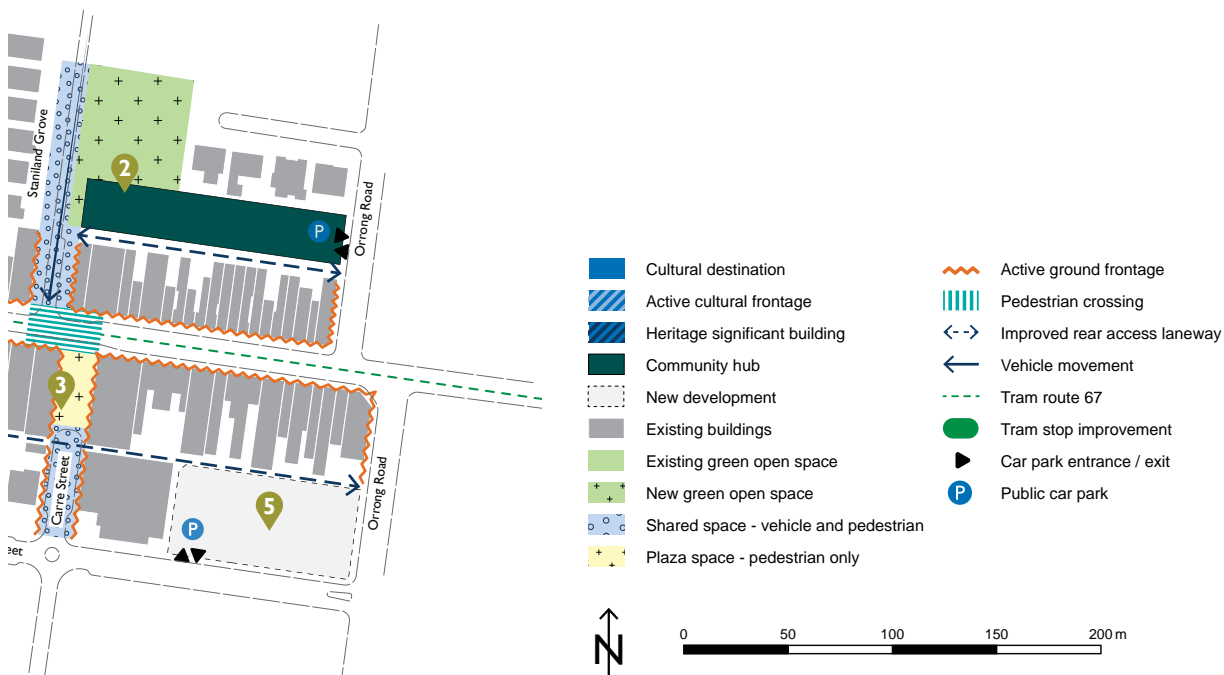 Staniland Grove
2
P
Orrong Road
3
Carre Street
5
P
Orrong Road
eet
Cultural destination
Active cultural frontage
Heritage significant building
Community hub
New development
Existing buildings
Existing green open space
New green open space
Shared space - vehicle and pedestrian
Plaza space - pedestrian only
Active ground frontage
Pedestrian crossing
Improved rear access laneway
Vehicle movement
Tram route 67
Tram stop improvement
Car park entrance / exit
P
Public car park
N
0 50 100 150 200 m